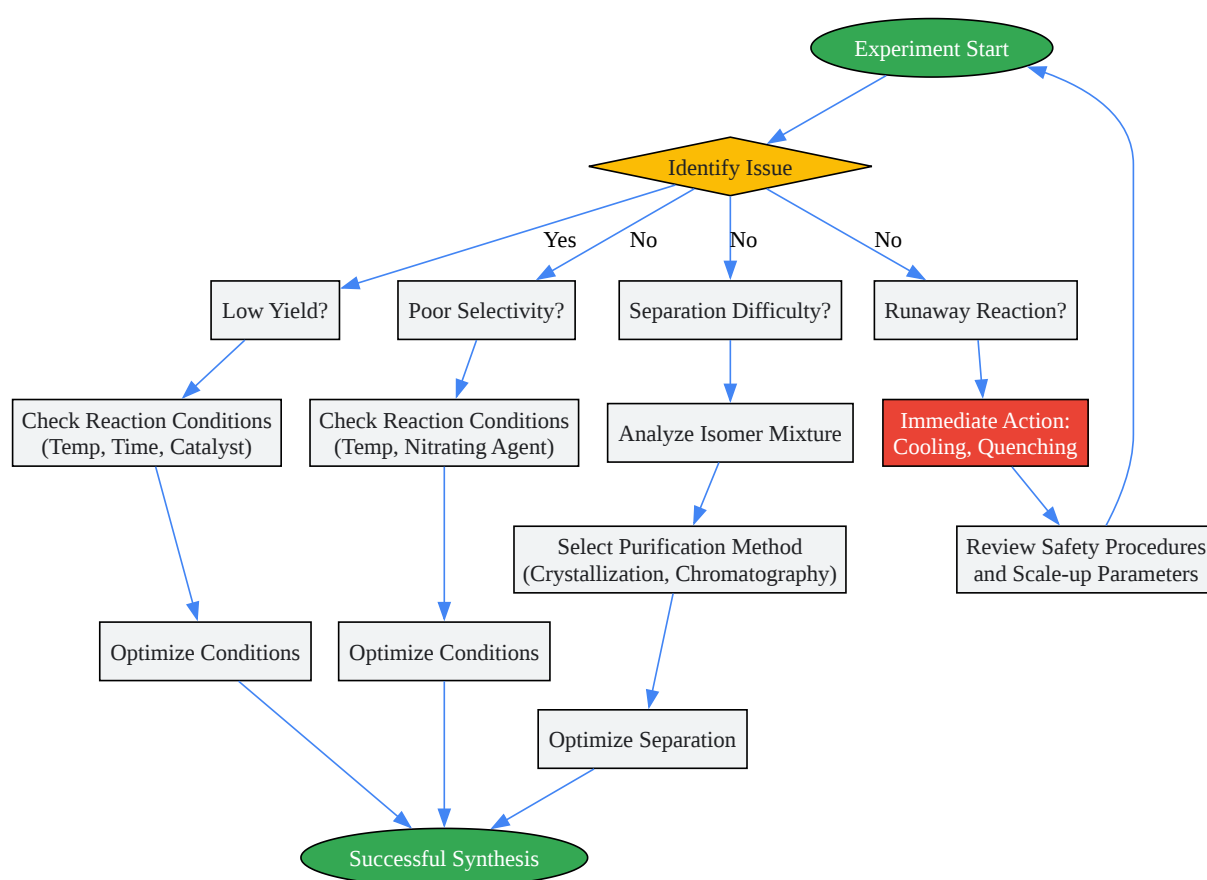 Experiment Start
Identify Issue
Yes
No
No
No
Low Yield?
Poor Selectivity?
Separation Difficulty?
Runaway Reaction?
Check Reaction Conditions
(Temp, Time, Catalyst)
Check Reaction Conditions
(Temp, Nitrating Agent)
Analyze Isomer Mixture
Immediate Action:
Cooling, Quenching
Select Purification Method
(Crystallization, Chromatography)
Review Safety Procedures
and Scale-up Parameters
Optimize Conditions
Optimize Conditions
Optimize Separation
Successful Synthesis